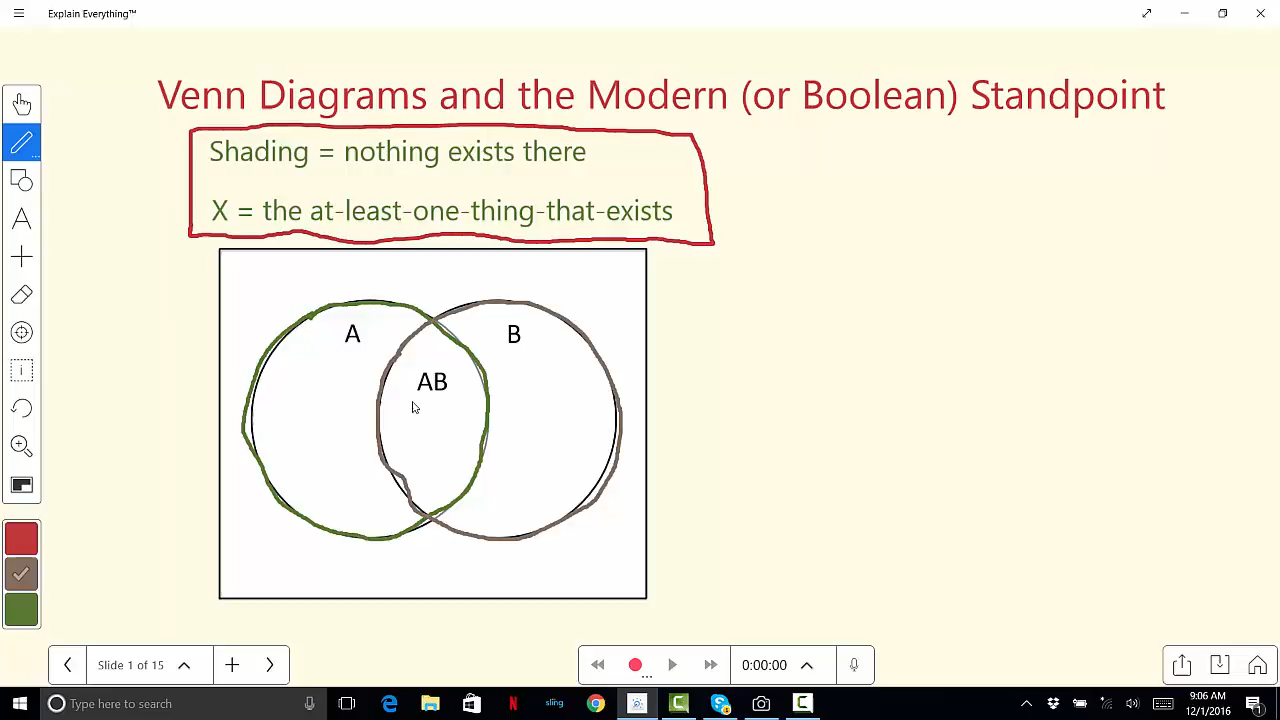 Explain Everything™
Venn Diagrams and the Modern (or Boolean) Standpoint
Shading = nothing exists there
X = the at-least-one-thing-that-exists
A
B
AB
A
i
Slide 1 of 15
0:00:00
Type here to search
sling
9:06 AM
12/1/2016